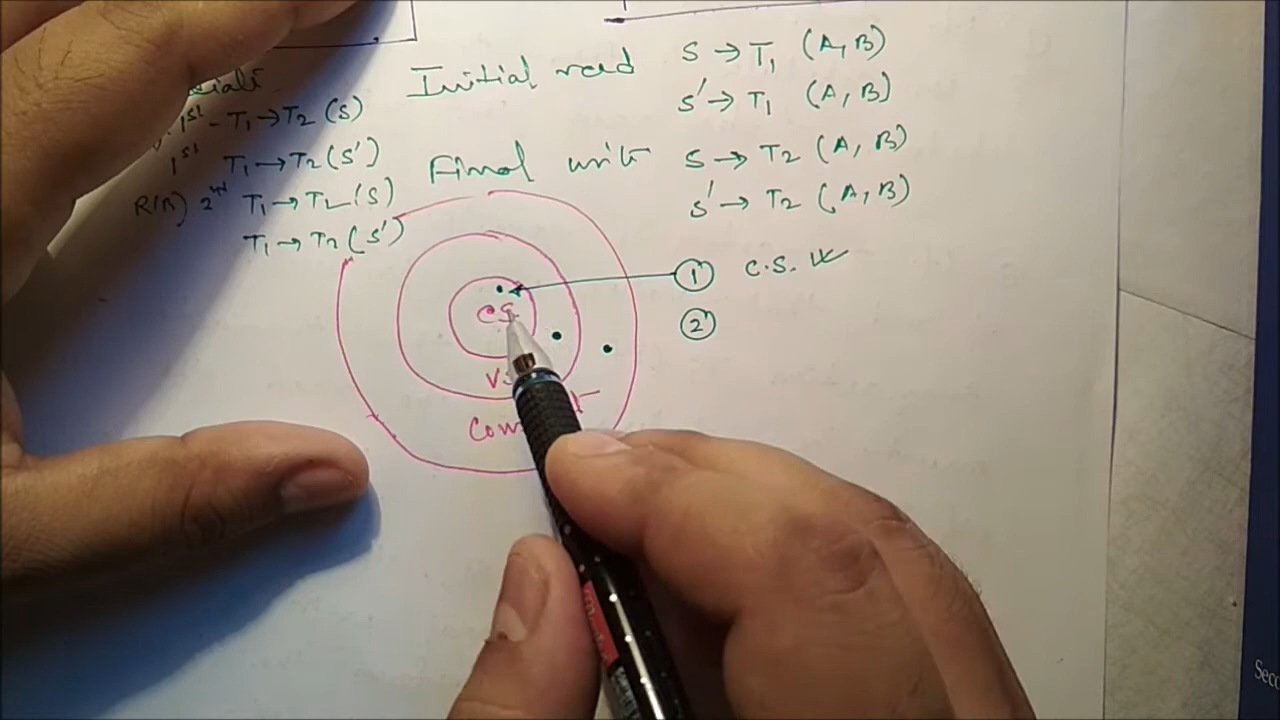 Initial read S → T1 (A, B)
S' → T1 (A, B)
1st - T1 → T2 (S)
1st T1 → T2 (S')
Final write S → T2 (A, B)
R(B) 2nd T1 → T2 (S)
S' → T2 (A, B)
T1 → T2 (S')
1 C.S.
2
CS
Seco